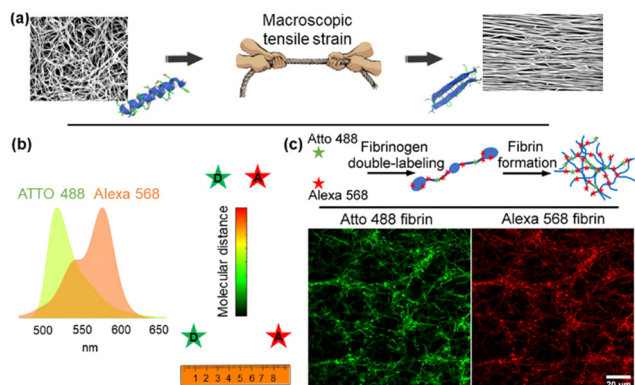 (a)
Macroscopic
tensile strain
(b)
ATTO 488 Alexa 568
500 550 600 650
nm
D A
Molecular distance
D A
1 2 3 4 5 6 7 8
(c)
Atto 488
Alexa 568
Fibrinogen
double-labeling
Fibrin
formation
Atto 488 fibrin
Alexa 568 fibrin
20 μm